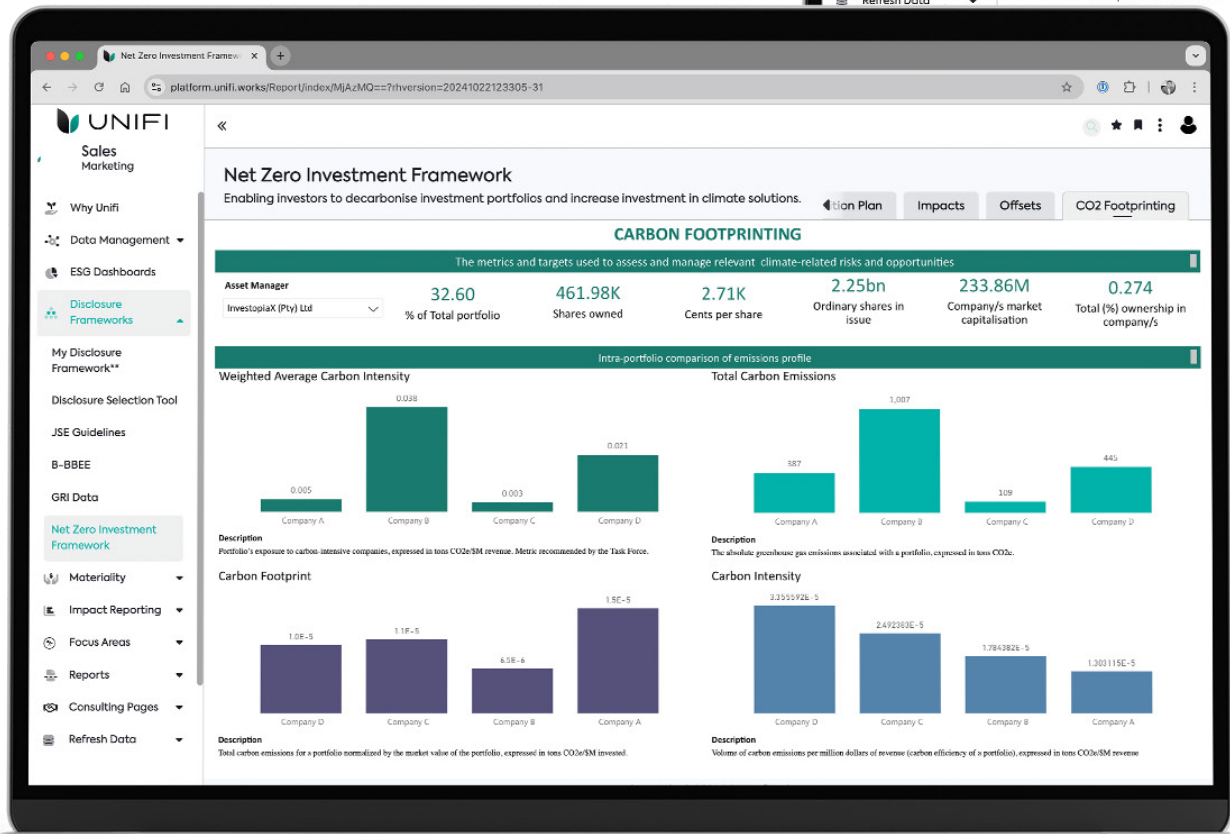 Refresh Data
Net Zero Investment Framew
platform.unifi.works/Report/index/MjAzMQ==?rhversion=20241022123305-31
UNIFI
Sales
Marketing
Why Unifi
Data Management
ESG Dashboards
Disclosure
Frameworks
My Disclosure
Framework**
Disclosure Selection Tool
JSE Guidelines
B-BBEE
GRI Data
Net Zero Investment
Framework
Materiality
Impact Reporting
Focus Areas
Reports
Consulting Pages
Refresh Data
Net Zero Investment Framework
Enabling investors to decarbonise investment portfolios and increase investment in climate solutions.
tion Plan
Impacts
Offsets
CO2 Footprinting
CARBON FOOTPRINTING
The metrics and targets used to assess and manage relevant climate-related risks and opportunities
Asset Manager
InvestopiaX (Pty) Ltd
32.60
% of Total portfolio
461.98K
Shares owned
2.71K
Cents per share
2.25bn
Ordinary shares in
issue
233.86M
Company/s market
capitalisation
0.274
Total (%) ownership in
company/s
Intra-portfolio comparison of emissions profile
Weighted Average Carbon Intensity
0.005
0.038
0.003
0.021
Company A
Company B
Company C
Company D
Description
Portfolio's exposure to carbon-intensive companies, expressed in tons CO2e/$M revenue. Metric recommended by the Task Force.
Total Carbon Emissions
387
1,007
109
445
Company A
Company B
Company C
Company D
Description
The absolute greenhouse gas emissions associated with a portfolio, expressed in tons CO2e.
Carbon Footprint
1.0E-5
1.1E-5
6.5E-6
1.5E-5
Company D
Company C
Company B
Company A
Description
Total carbon emissions for a portfolio normalized by the market value of the portfolio, expressed in tons CO2e/$M invested.
Carbon Intensity
3.355592E-5
2.492383E-5
1.784382E-5
1.303115E-5
Company D
Company C
Company B
Company A
Description
Volume of carbon emissions per million dollars of revenue (carbon efficiency of a portfolio), expressed in tons CO2e/$M revenue